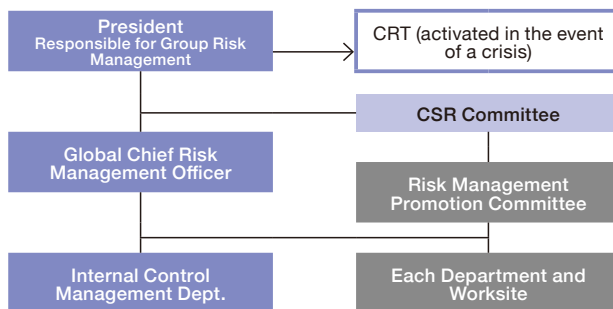 President
Responsible for Group Risk
Management
CRT (activated in the event
of a crisis)
CSR Committee
Global Chief Risk
Management Officer
Risk Management
Promotion Committee
Internal Control
Management Dept.
Each Department and
Worksite